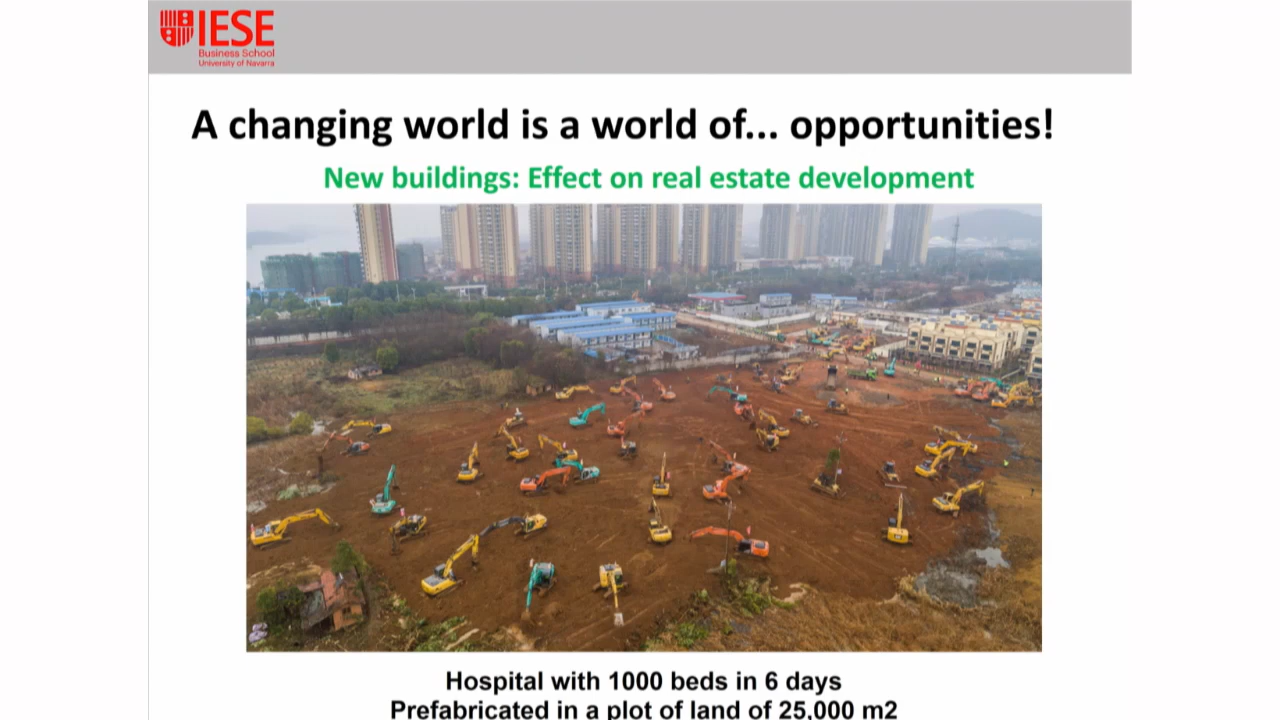 IESE
Business School
University of Navarra
A changing world is a world of... opportunities!
New buildings: Effect on real estate development
Hospital with 1000 beds in 6 days
Prefabricated in a plot of land of 25,000 m2